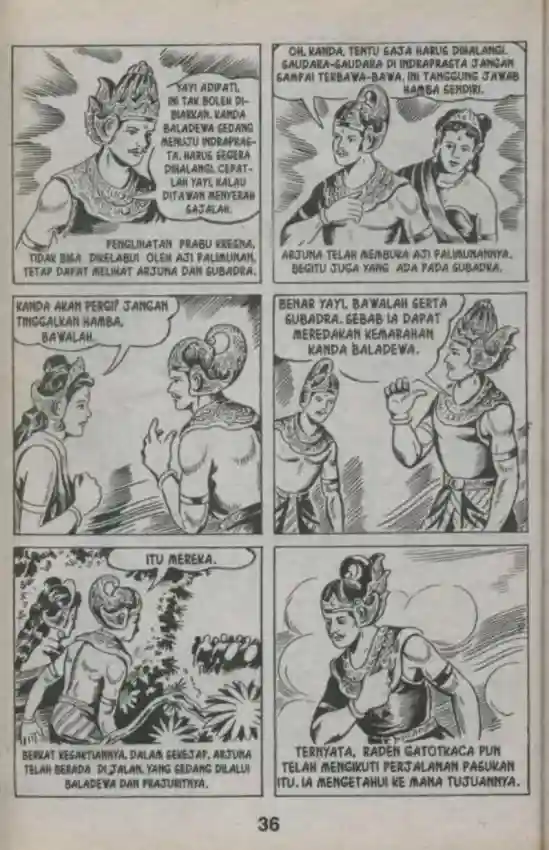 YAYI ADIPATI,
INI TAK BOLEH DI-
BIARKAN. KANDA
BALADEWA SEDANG
MENUJU INDRAPRAS-
TA. HARUS SEGERA
DIHALANGI. CEPAT-
LAH YAYI, KALAU
DITAWAN MENYERAH
SAJALAH.
PENGLIHATAN PRABU KRESNA,
TIDAK BISA DIKELABUI OLEH AJI PALIMUNAN,
TETAP DAPAT MELIHAT ARJUNA DAN SUBADRA.
OH, KANDA, TENTU SAJA HARUS DIHALANGI.
SAUDARA-SAUDARA DI INDRAPRASTA JANGAN
SAMPAI TERBAWA-BAWA. INI TANGGUNG JAWAB
HAMBA SENDIRI.
ARJUNA TELAH MEMBUKA AJI PALIMUNANNYA.
BEGITU JUGA YANG ADA PADA SUBADRA.
KANDA AKAN PERGI? JANGAN
TINGGALKAN HAMBA,
BAWALAH.
BENAR YAYI, BAWALAH SERTA
SUBADRA. SEBAB IA DAPAT
MEREDAKAN KEMARAHAN
KANDA BALADEWA.
ITU MEREKA.
BERKAT KESAKTIANNYA, DALAM SEKEJAP, ARJUNA
TELAH BERADA DI JALAN, YANG SEDANG DILALUI
BALADEWA DAN PRAJURITNYA.
TERNYATA, RADEN GATOTKACA PUN
TELAH MENGIKUTI PERJALANAN PASUKAN
ITU. IA MENGETAHUI KE MANA TUJUANNYA.
36